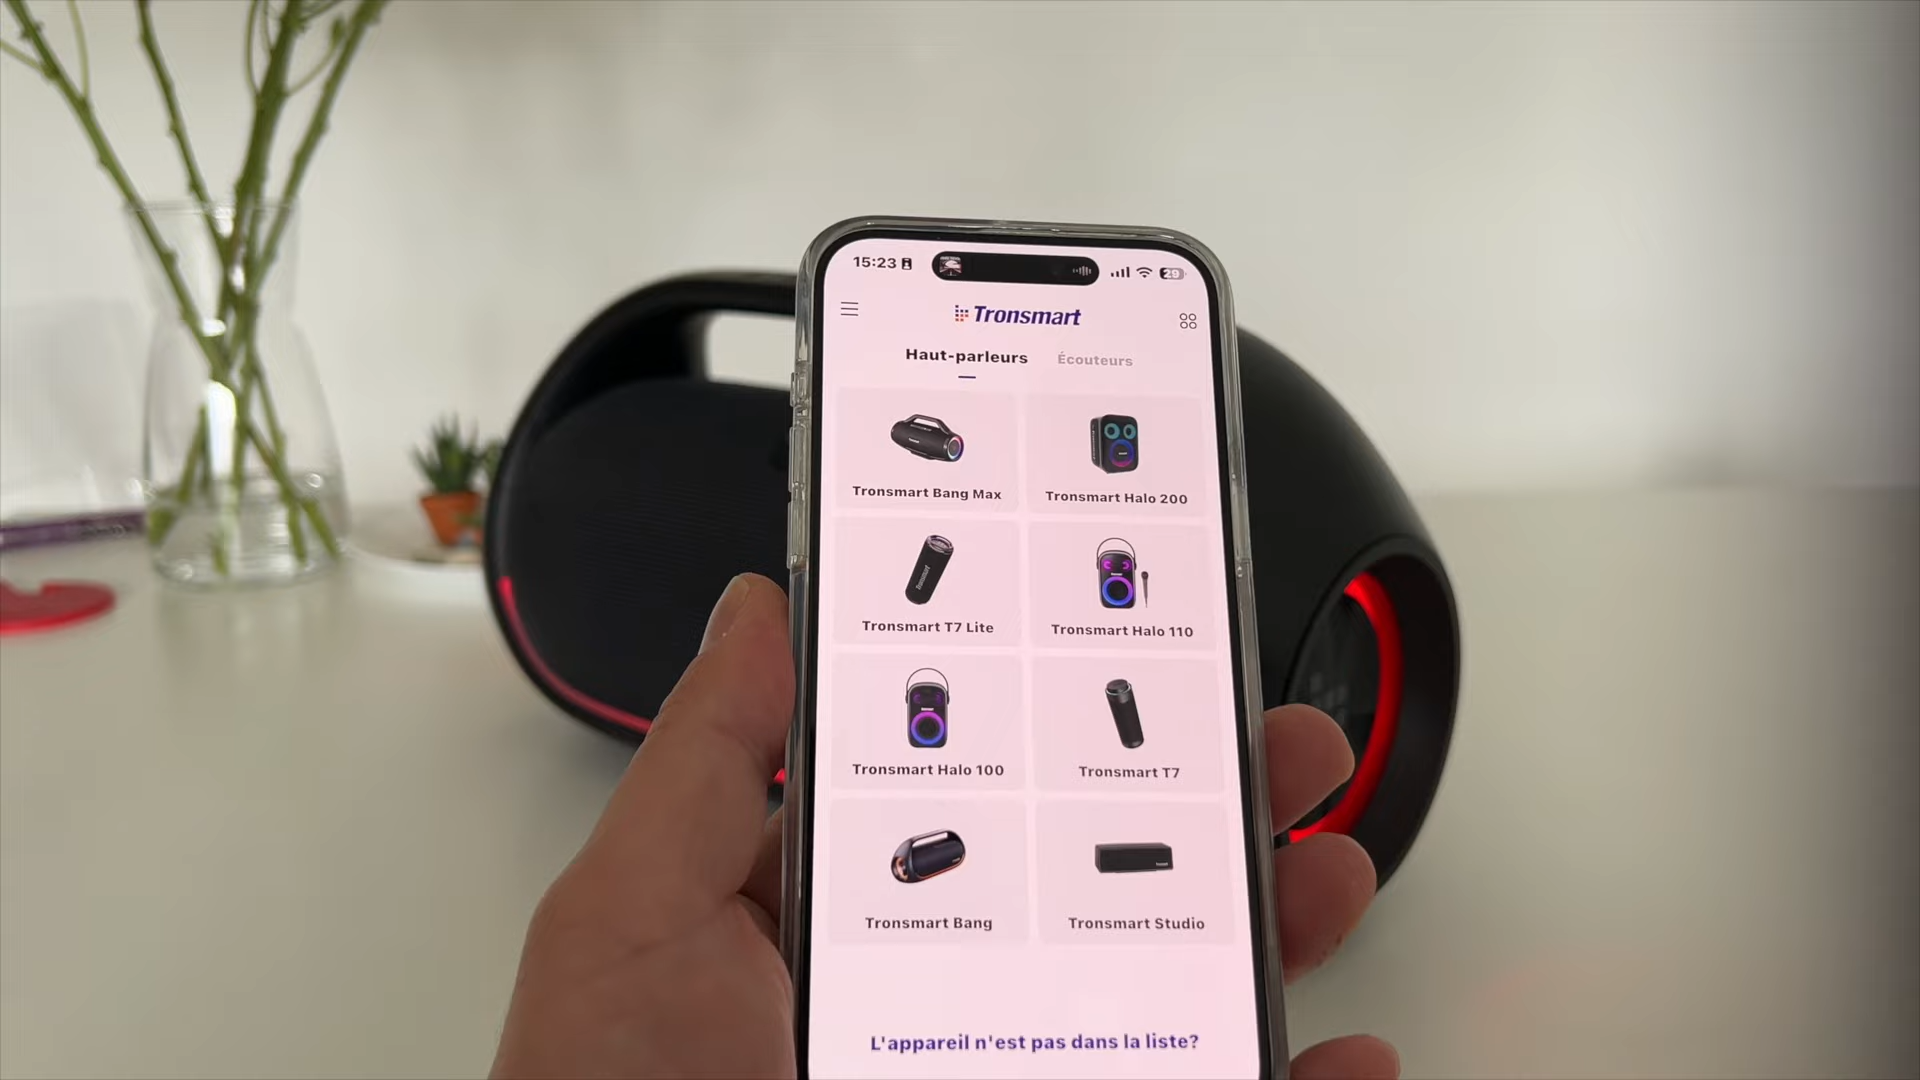 15:23
29
Tronsmart
Haut-parleurs Écouteurs
Tronsmart Bang Max
Tronsmart Halo 200
Tronsmart T7 Lite
Tronsmart Halo 110
Tronsmart Halo 100
Tronsmart T7
Tronsmart Bang
Tronsmart Studio
L'appareil n'est pas dans la liste?